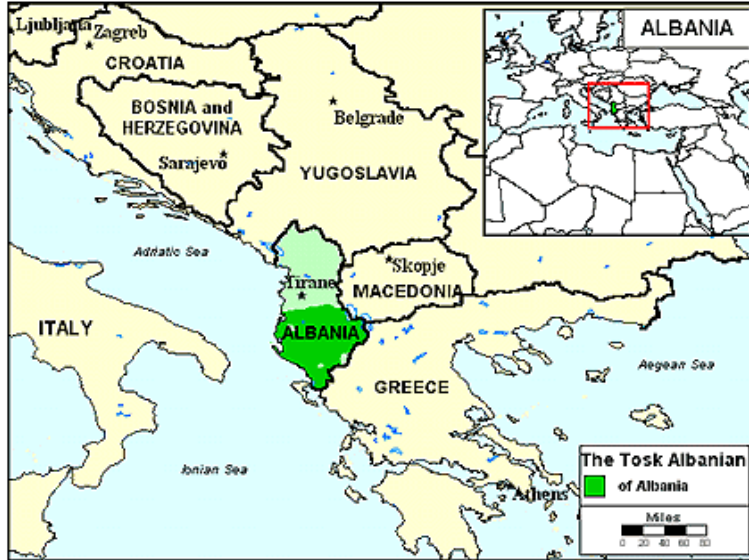 Ljubljana
Zagreb
CROATIA
BOSNIA and
HERZEGOVINA
Sarajevo
Belgrade
YUGOSLAVIA
ALBANIA
Adriatic Sea
Skopje
MACEDONIA
Tirane
ALBANIA
ITALY
GREECE
Aegean Sea
Ionian Sea
Athens
The Tosk Albanian
of Albania
Miles
0 20 40 60 80